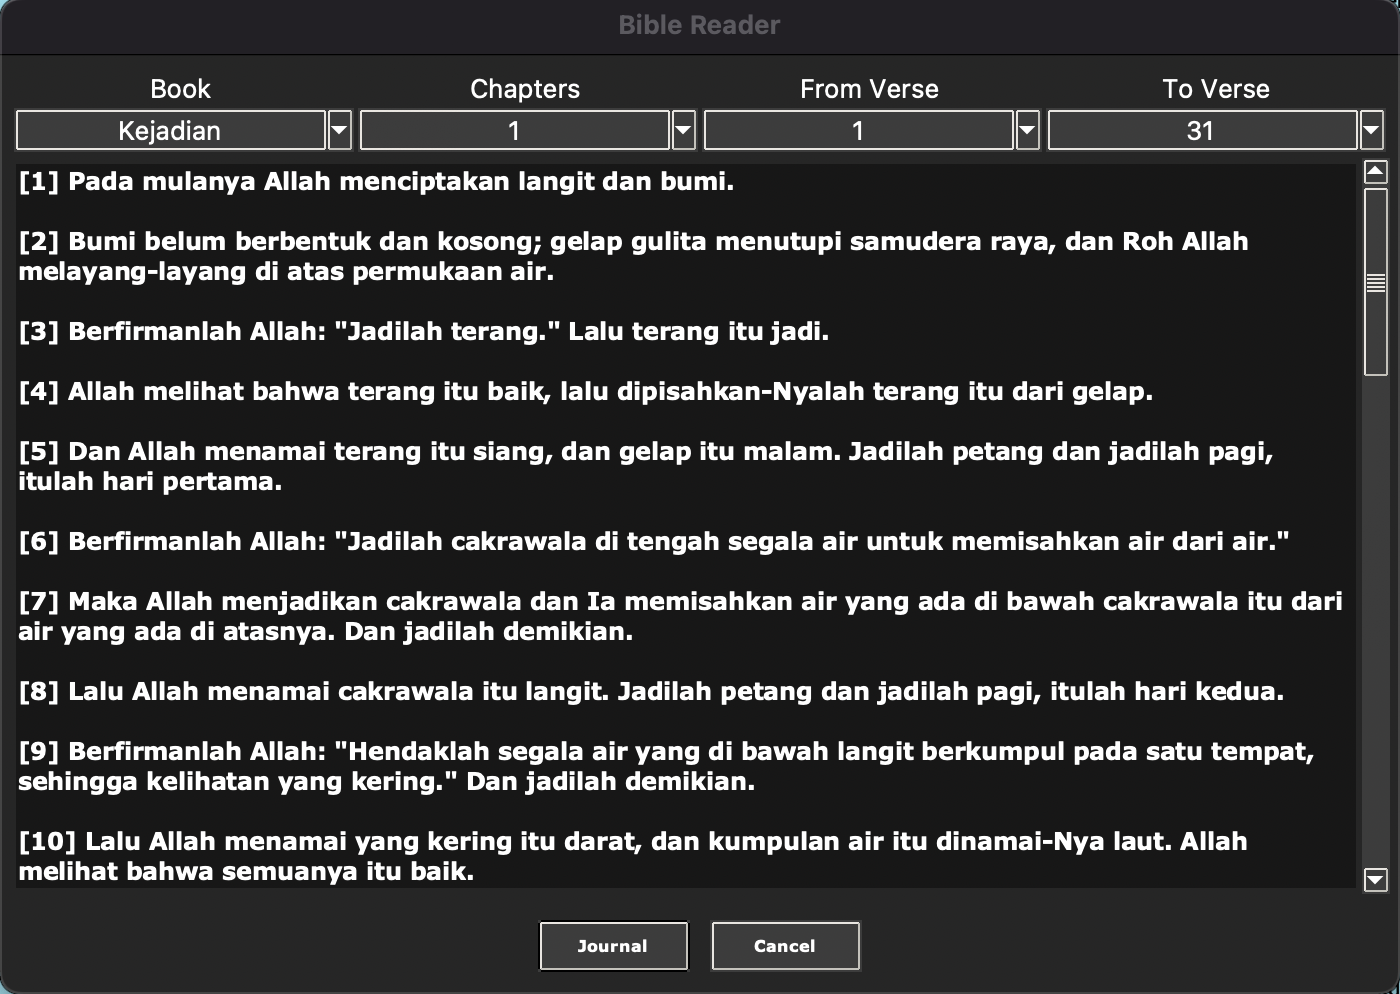 Bible Reader
Book
Chapters
From Verse
To Verse
Kejadian
1
1
31
[1] Pada mulanya Allah menciptakan langit dan bumi.
[2] Bumi belum berbentuk dan kosong; gelap gulita menutupi samudera raya, dan Roh Allah
melayang-layang di atas permukaan air.
[3] Berfirmanlah Allah: "Jadilah terang." Lalu terang itu jadi.
[4] Allah melihat bahwa terang itu baik, lalu dipisahkan-Nyalah terang itu dari gelap.
[5] Dan Allah menamai terang itu siang, dan gelap itu malam. Jadilah petang dan jadilah pagi,
itulah hari pertama.
[6] Berfirmanlah Allah: "Jadilah cakrawala di tengah segala air untuk memisahkan air dari air."
[7] Maka Allah menjadikan cakrawala dan Ia memisahkan air yang ada di bawah cakrawala itu dari
air yang ada di atasnya. Dan jadilah demikian.
[8] Lalu Allah menamai cakrawala itu langit. Jadilah petang dan jadilah pagi, itulah hari kedua.
[9] Berfirmanlah Allah: "Hendaklah segala air yang di bawah langit berkumpul pada satu tempat,
sehingga kelihatan yang kering." Dan jadilah demikian.
[10] Lalu Allah menamai yang kering itu darat, dan kumpulan air itu dinamai-Nya laut. Allah
melihat bahwa semuanya itu baik.
Journal
Cancel